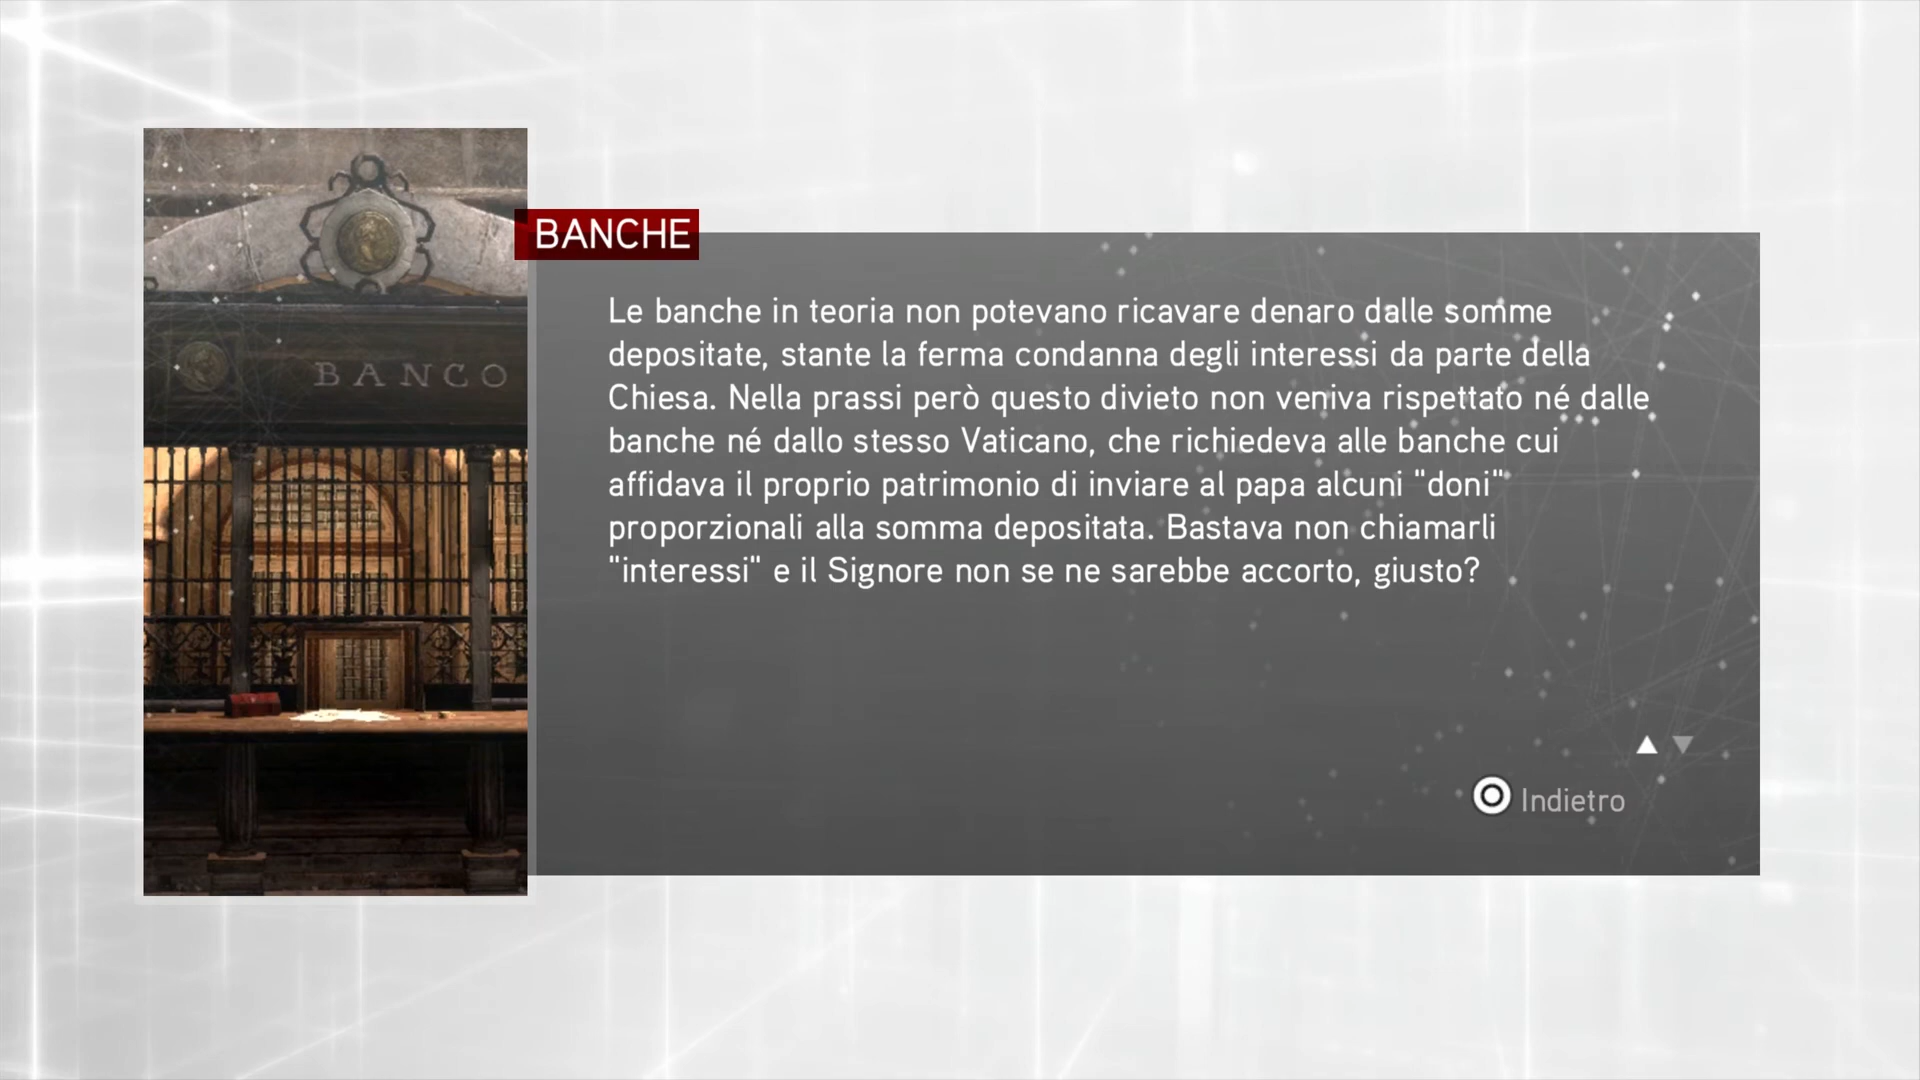 BANCHE
BANCO
Le banche in teoria non potevano ricavare denaro dalle somme
depositate, stante la ferma condanna degli interessi da parte della
Chiesa. Nella prassi però questo divieto non veniva rispettato né dalle
banche né dallo stesso Vaticano, che richiedeva alle banche cui
affidava il proprio patrimonio di inviare al papa alcuni "doni"
proporzionali alla somma depositata. Bastava non chiamarli
"interessi" e il Signore non se ne sarebbe accorto, giusto?
Indietro